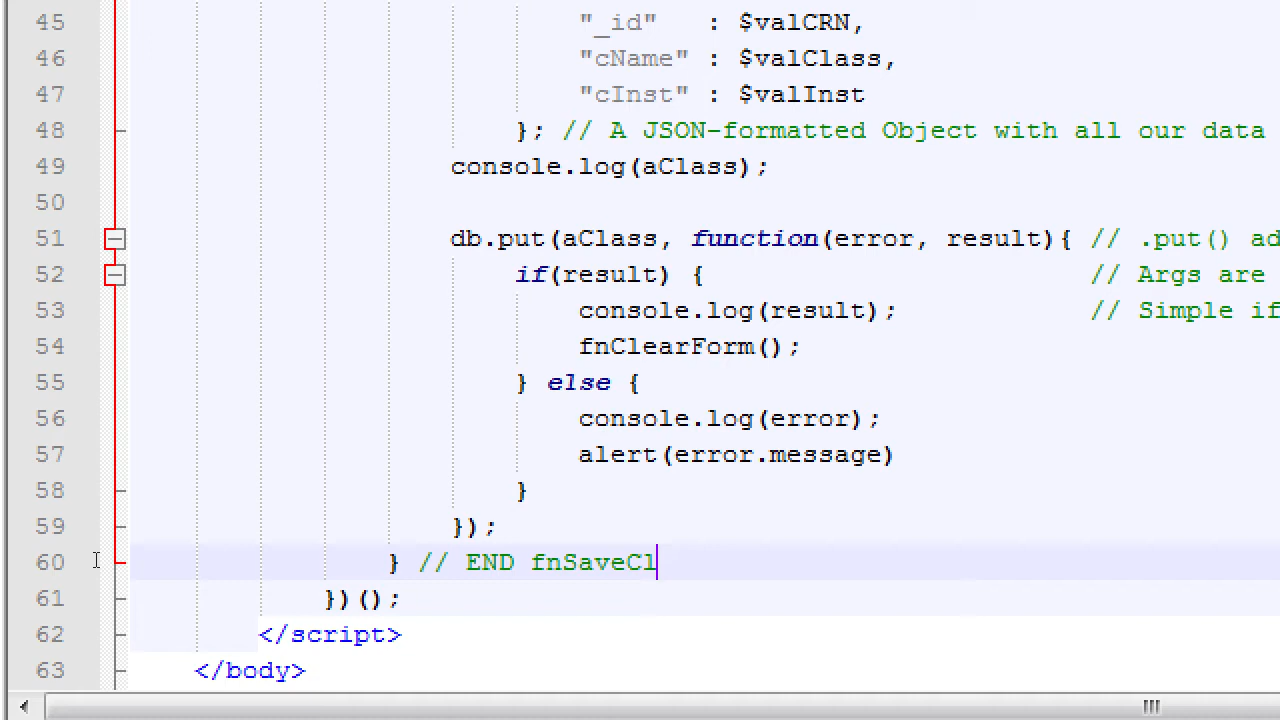 45 "_id" : $valCRN,
46 "cName" : $valClass,
47 "cInst" : $valInst
48 }; // A JSON-formatted Object with all our data
49 console.log(aClass);
50
51 db.put(aClass, function(error, result){ // .put() ad
52 if(result) { // Args are
53 console.log(result); // Simple if
54 fnClearForm();
55 } else {
56 console.log(error);
57 alert(error.message)
58 }
59 });
60 } // END fnSaveCl
61 })();
62 </script>
63 </body>